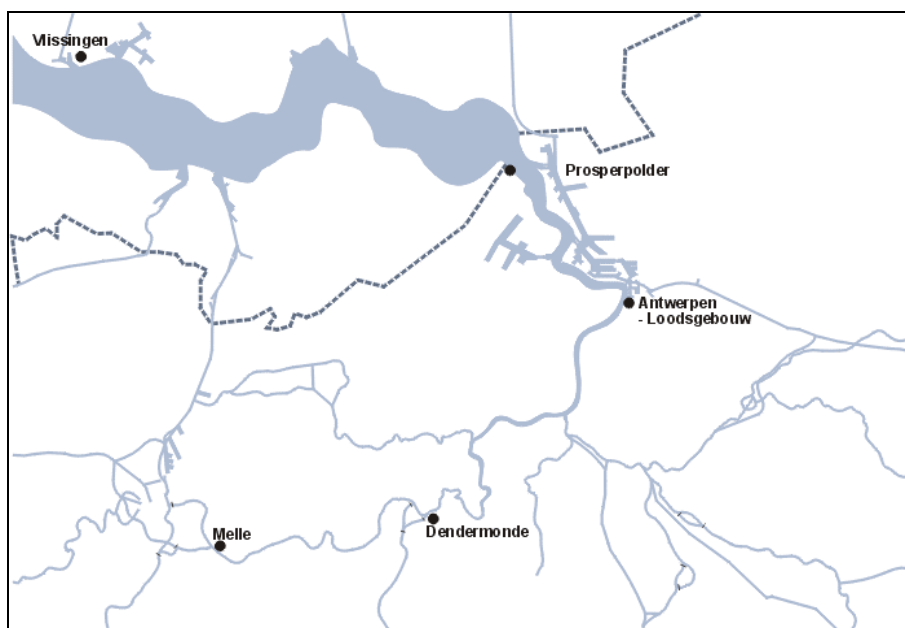 Vlissingen
Prosperpolder
Antwerpen
- Loodsgebouw
Dendermonde
Melle